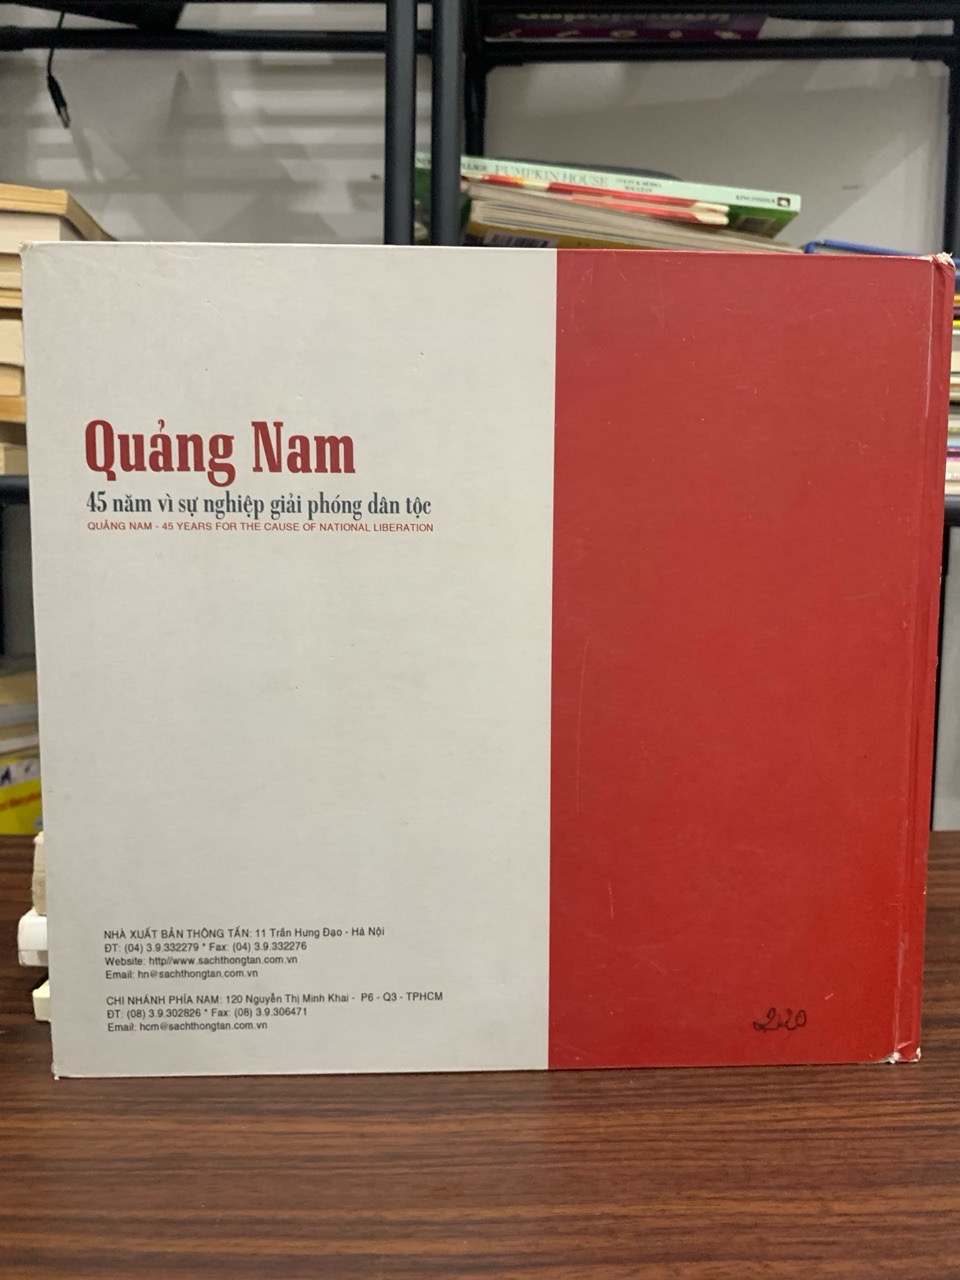 PUMPKIN HOUSE
KINGFISHER
Quảng Nam
45 năm vì sự nghiệp giải phóng dân tộc
QUẢNG NAM - 45 YEARS FOR THE CAUSE OF NATIONAL LIBERATION
NHÀ XUẤT BẢN THÔNG TẤN: 11 Trần Hưng Đạo - Hà Nội
ĐT: (04) 3.9.332279 * Fax: (04) 3.9.332276
Website: http//www.sachthongtan.com.vn
Email: hn@sachthongtan.com.vn
CHI NHÁNH PHÍA NAM: 120 Nguyễn Thị Minh Khai - P6 - Q3 - TPHCM
ĐT: (08) 3.9.302826 * Fax: (08) 3.9.306471
Email: hcm@sachthongtan.com.vn